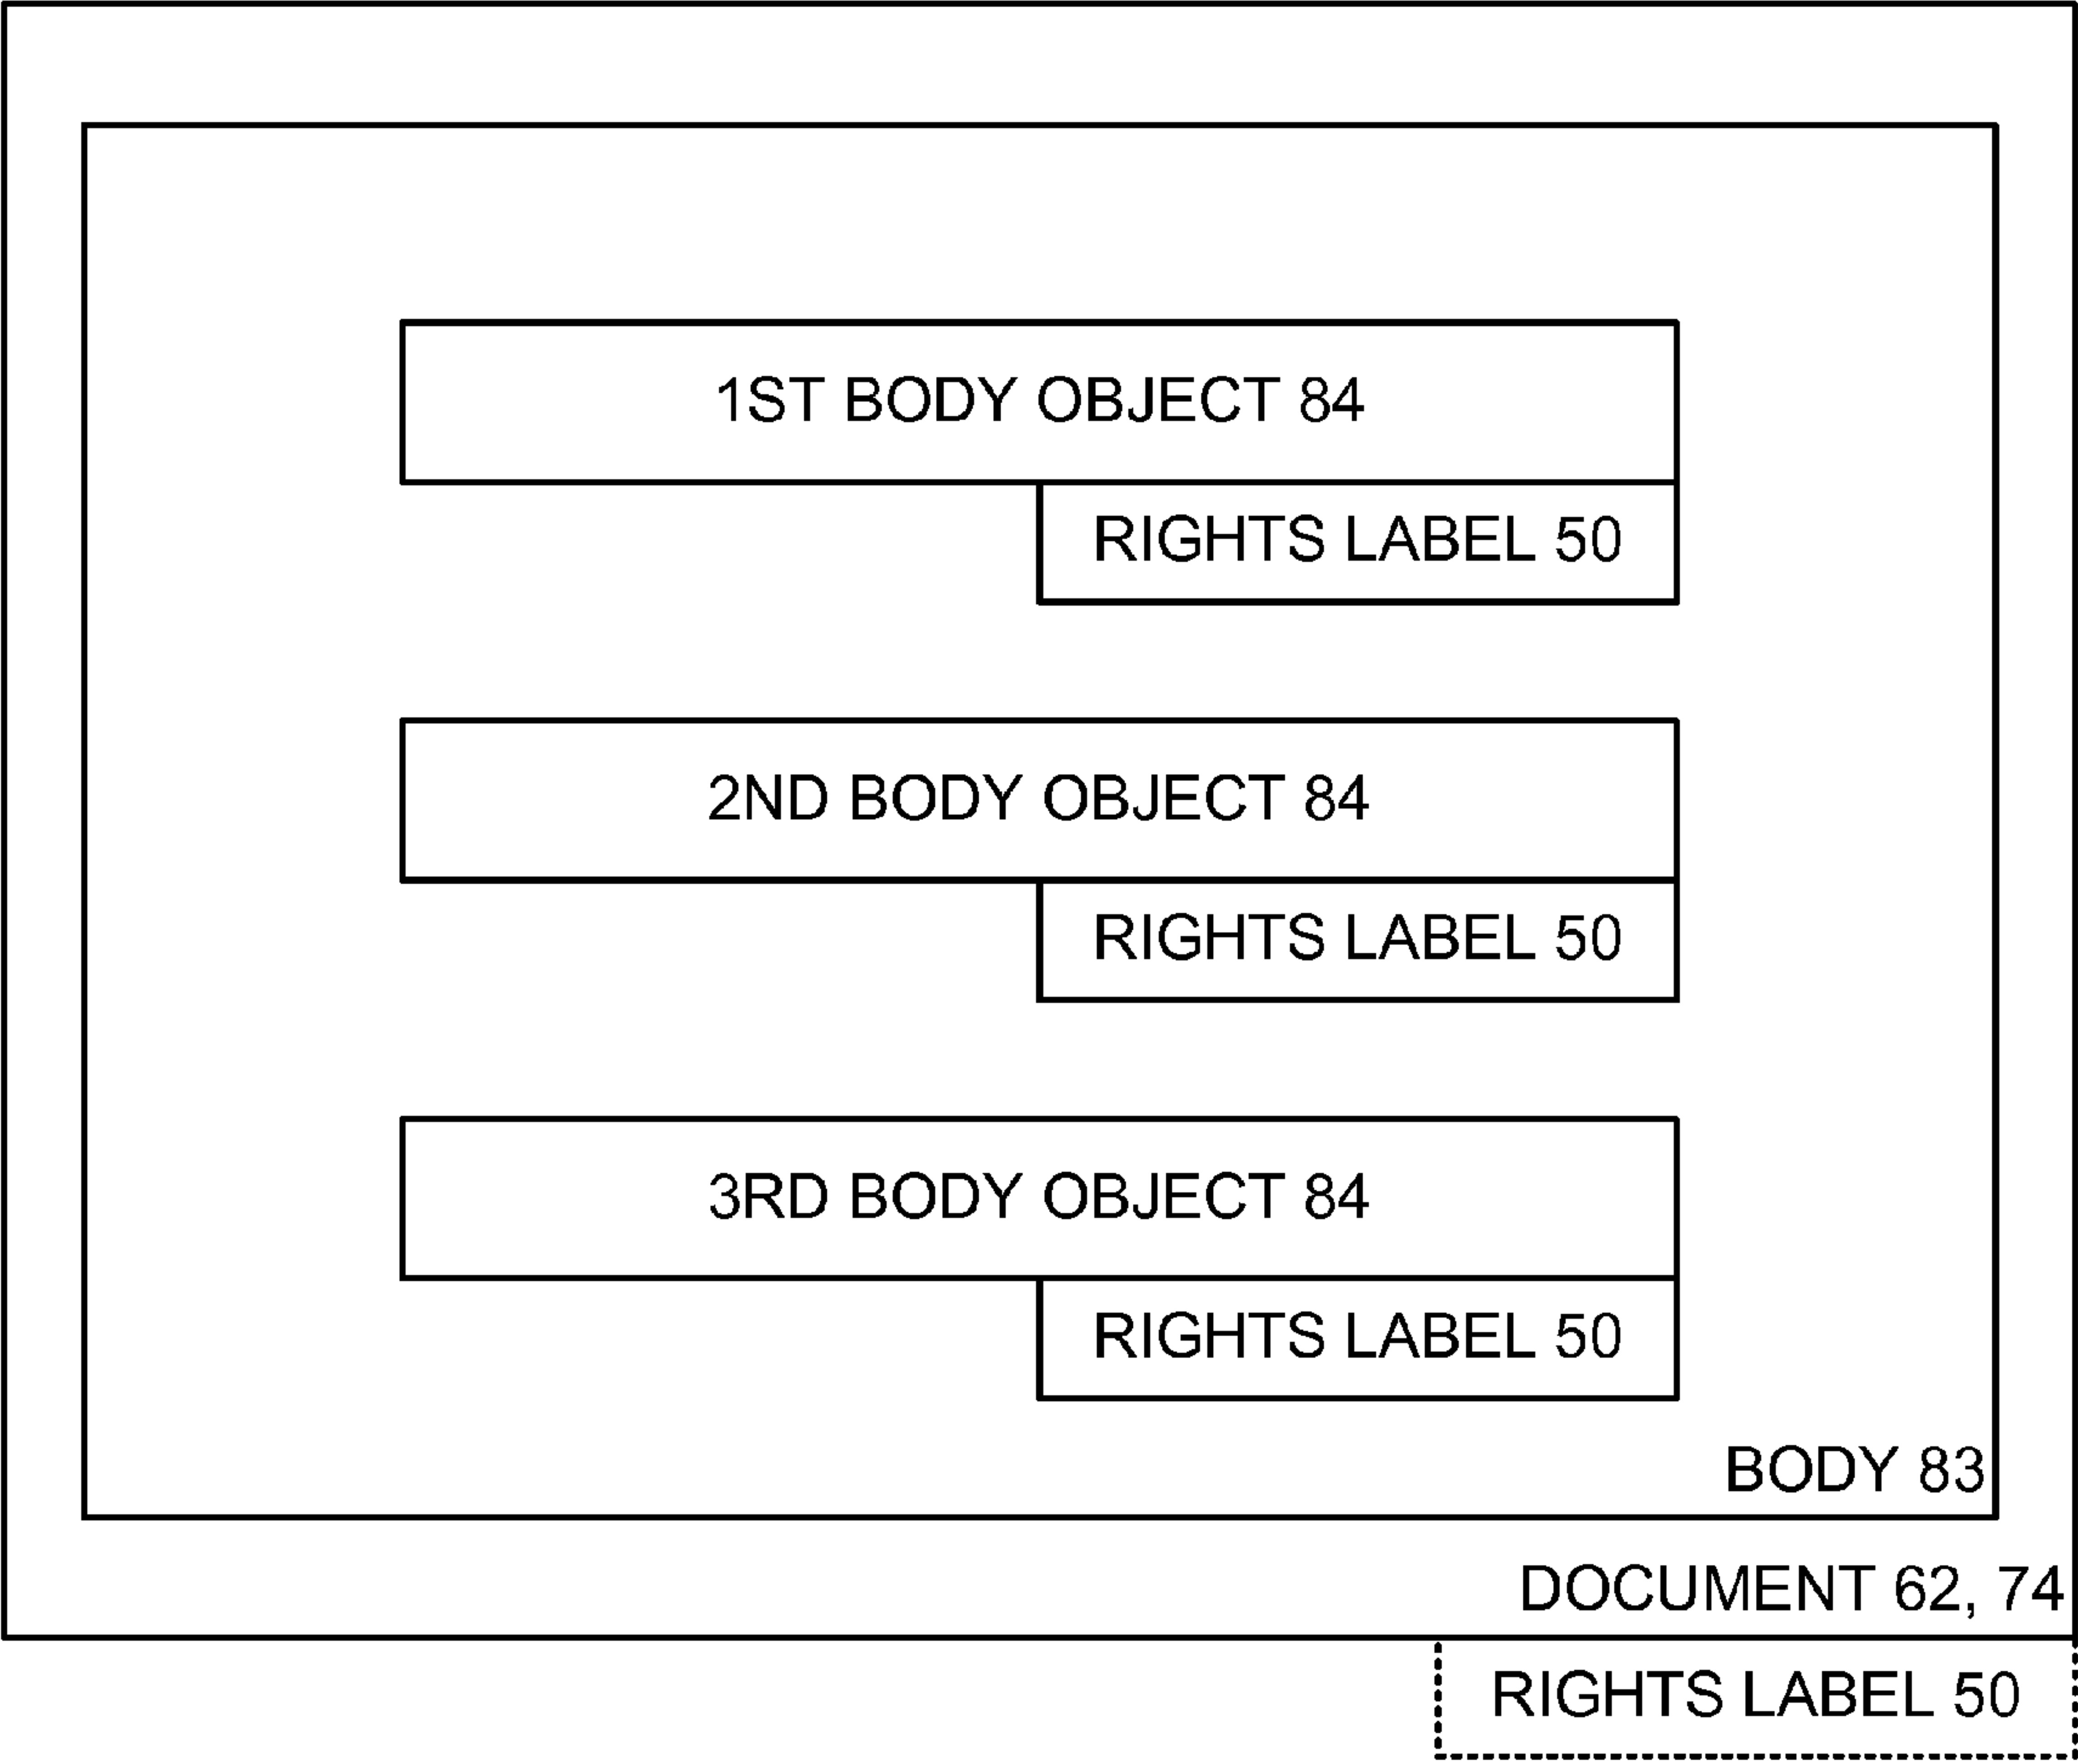 1ST BODY OBJECT 84
RIGHTS LABEL 50
2ND BODY OBJECT 84
RIGHTS LABEL 50
3RD BODY OBJECT 84
RIGHTS LABEL 50
BODY 83
DOCUMENT 62, 74
RIGHTS LABEL 50